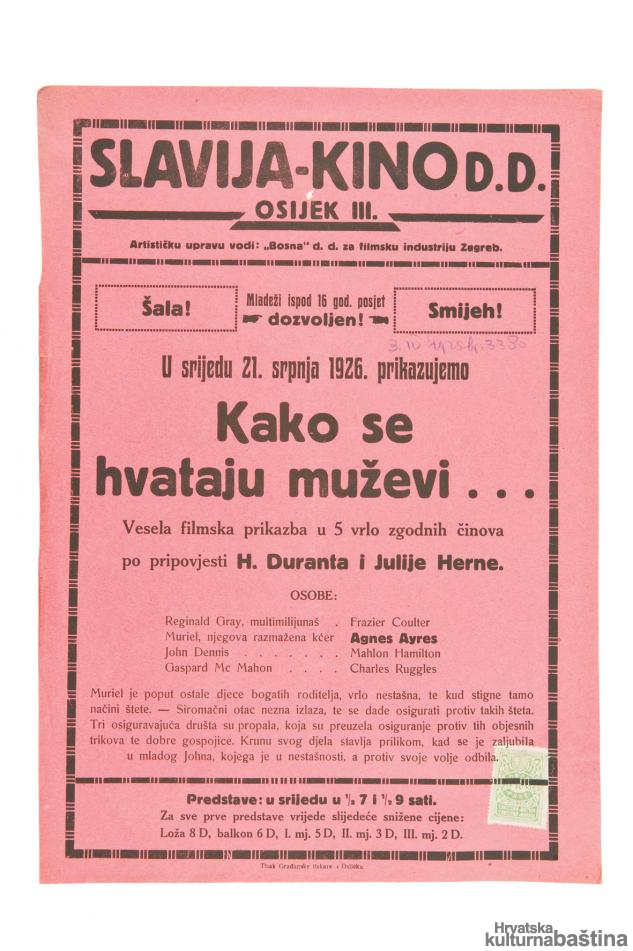 SLAVIJA-KINO D.D.
OSIJEK III.
Artističku upravu vodi: „Bosna“ d. d. za filmsku industriju Zagreb.
Šala!
Mladeži ispod 16 god. posjet
dozvoljen!
Smijeh!
3. IV 1925
U srijedu 21. srpnja 1926. prikazujemo
Kako se
hvataju muževi . . .
Vesela filmska prikazba u 5 vrlo zgodnih činova
po pripovjesti H. Duranta i Julije Herne.
OSOBE:
Reginald Gray, multimilijunaš . Frazier Coulter
Muriel, njegova razmažena kćer Agnes Ayres
John Dennis . . . . . . . Mahlon Hamilton
Gaspard Mc Mahon . . . . Charles Ruggles
Muriel je poput ostale djece bogatih roditelja, vrlo nestašna, te kud stigne tamo
načini štete. — Siromačni otac nezna izlaza, te se dade osigurati protiv takih šteta.
Tri osiguravajuća društa su propala, koja su preuzela osiguranje protiv tih objesnih
trikova te dobre gospojice. Krunu svog djela stavlja prilikom, kad se je zaljubila
u mladog Johna, kojega je u nestašnosti, a protiv svoje volje odbila.
Predstave: u srijedu u ½ 7 i ½ 9 sati.
Za sve prve predstave vrijede slijedeće snižene cijene:
Loža 8 D, balkon 6 D, I. mj. 5 D, II. mj. 3 D, III. mj. 2 D.
Tisak Građanske tiskare u Osijeku.
Hrvatska
kulturnabaština